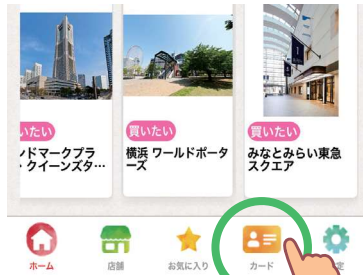 いたい
買いたい
買いたい
ンドマークプラ
・クイーンズタ…
横浜 ワールドポータ
ーズ
みなとみらい東急
スクエア
ホーム
店舗
お気に入り
カード
定